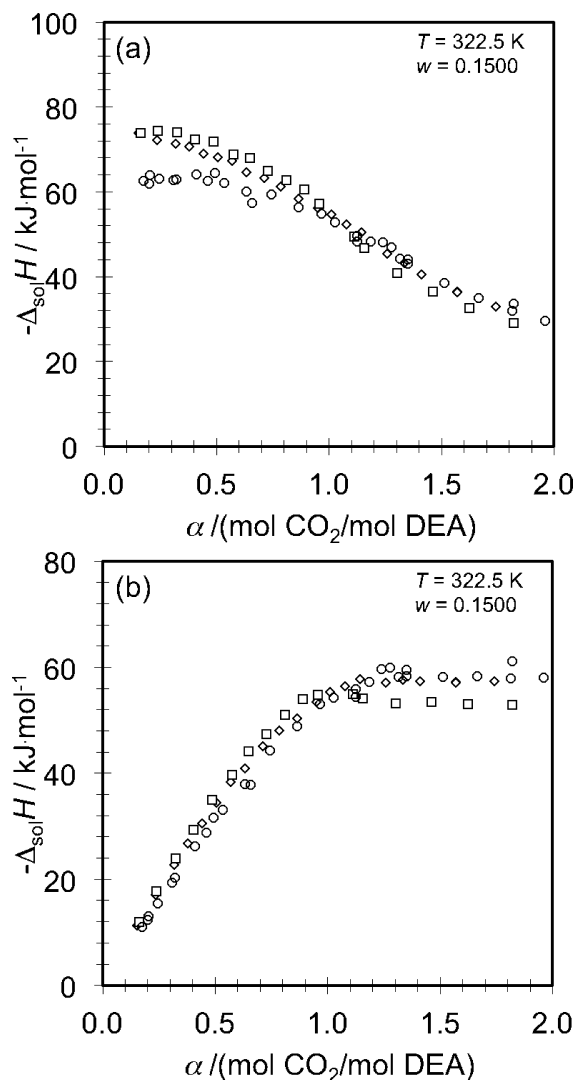 100
(a)
T = 322.5 K
w = 0.1500
80
60
40
20
0
-ΔsolH / kJ·mol⁻¹
0.0 0.5 1.0 1.5 2.0
α /(mol CO₂/mol DEA)
80
(b)
T = 322.5 K
w = 0.1500
60
40
20
0
-ΔsolH / kJ·mol⁻¹
0.0 0.5 1.0 1.5 2.0
α /(mol CO₂/mol DEA)